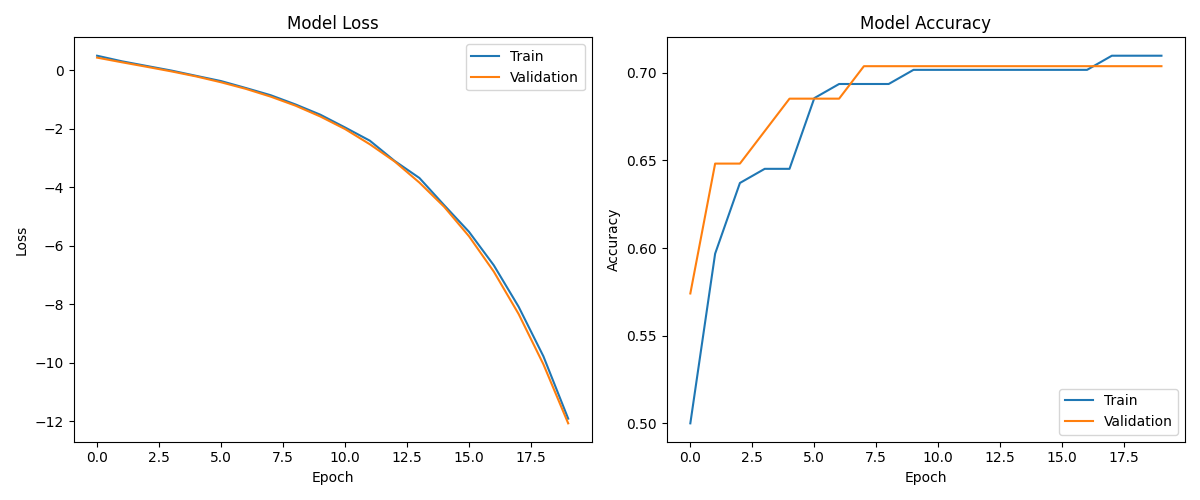 Model Loss
Train
Validation
0
−2
−4
−6
−8
−10
−12
Loss
0.0 2.5 5.0 7.5 10.0 12.5 15.0 17.5
Epoch
Model Accuracy
0.70
0.65
0.60
0.55
0.50
Accuracy
Train
Validation
0.0 2.5 5.0 7.5 10.0 12.5 15.0 17.5
Epoch